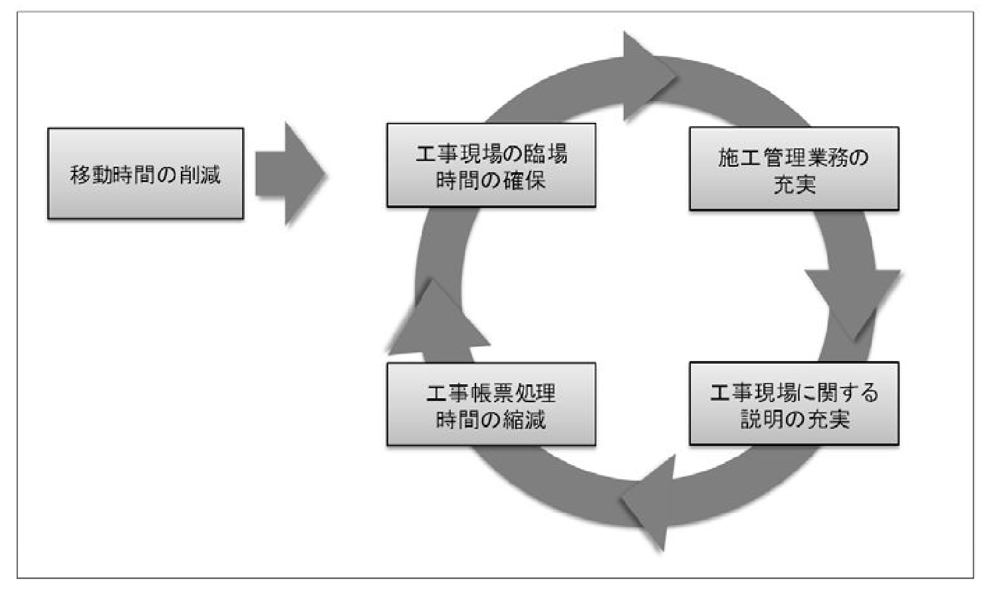 移動時間の削減
工事現場の臨場
時間の確保
施工管理業務の
充実
工事現場に関する
説明の充実
工事帳票処理
時間の縮減